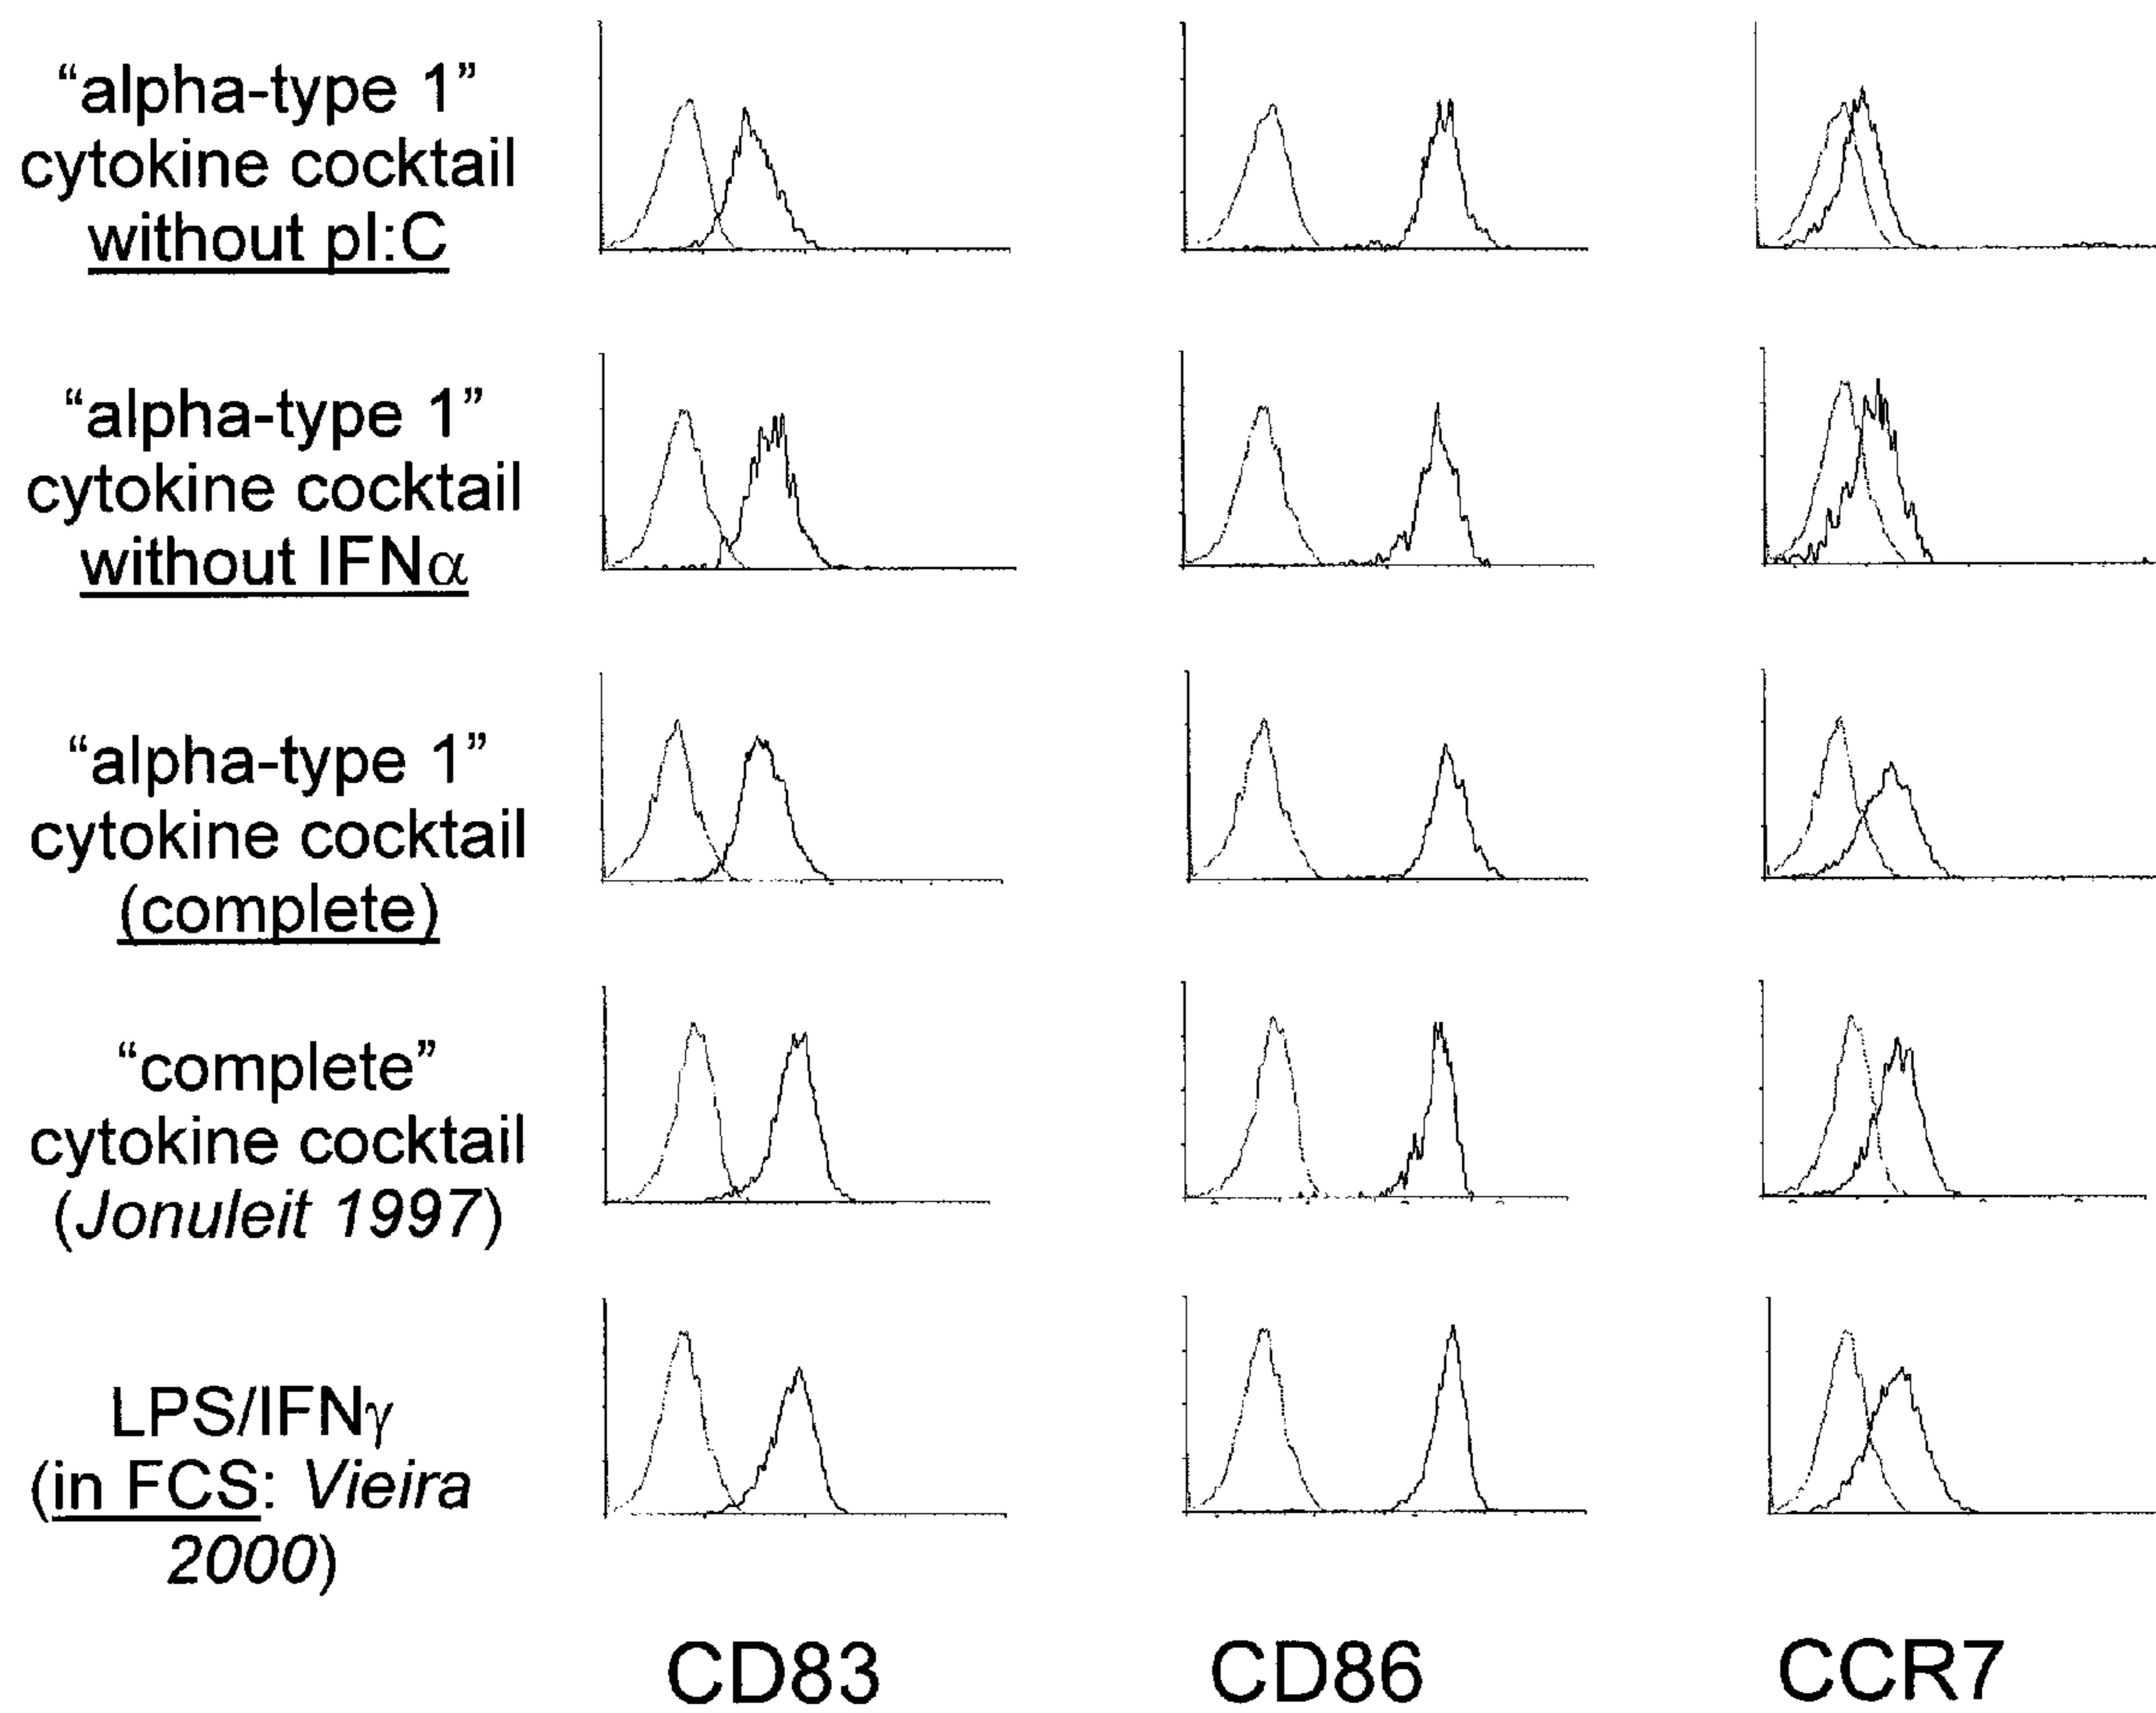 “alpha-type 1”
cytokine cocktail
without pI:C
“alpha-type 1”
cytokine cocktail
without IFNα
“alpha-type 1”
cytokine cocktail
(complete)
“complete”
cytokine cocktail
(Jonuleit 1997)
LPS/IFNγ
(in FCS: Vieira
2000)
CD83 CD86 CCR7